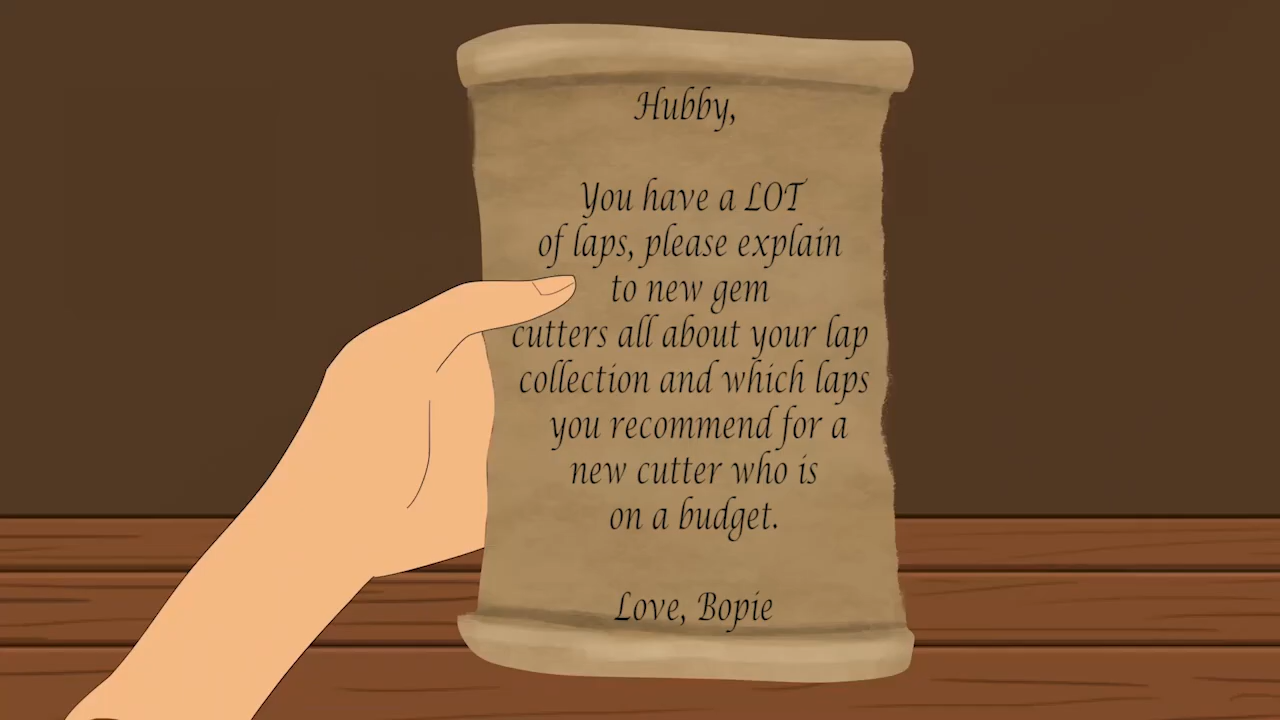 Hubby,
You have a LOT
of laps, please explain
to new gem
cutters all about your lap
collection and which laps
you recommend for a
new cutter who is
on a budget.
Love, Bopie